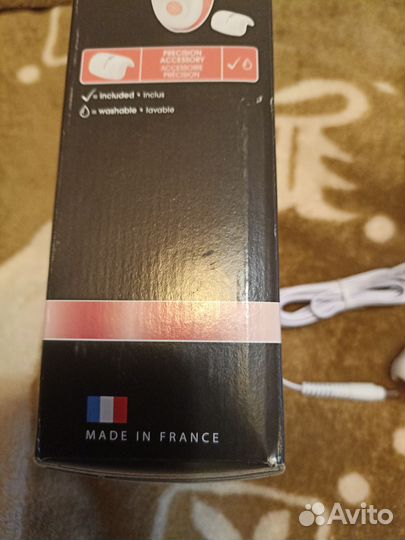 PRECISION
ACCESSORY
ACCESSOIRE
PRÉCISION
= included • inclus
= washable • lavable
MADE IN FRANCE
Avito